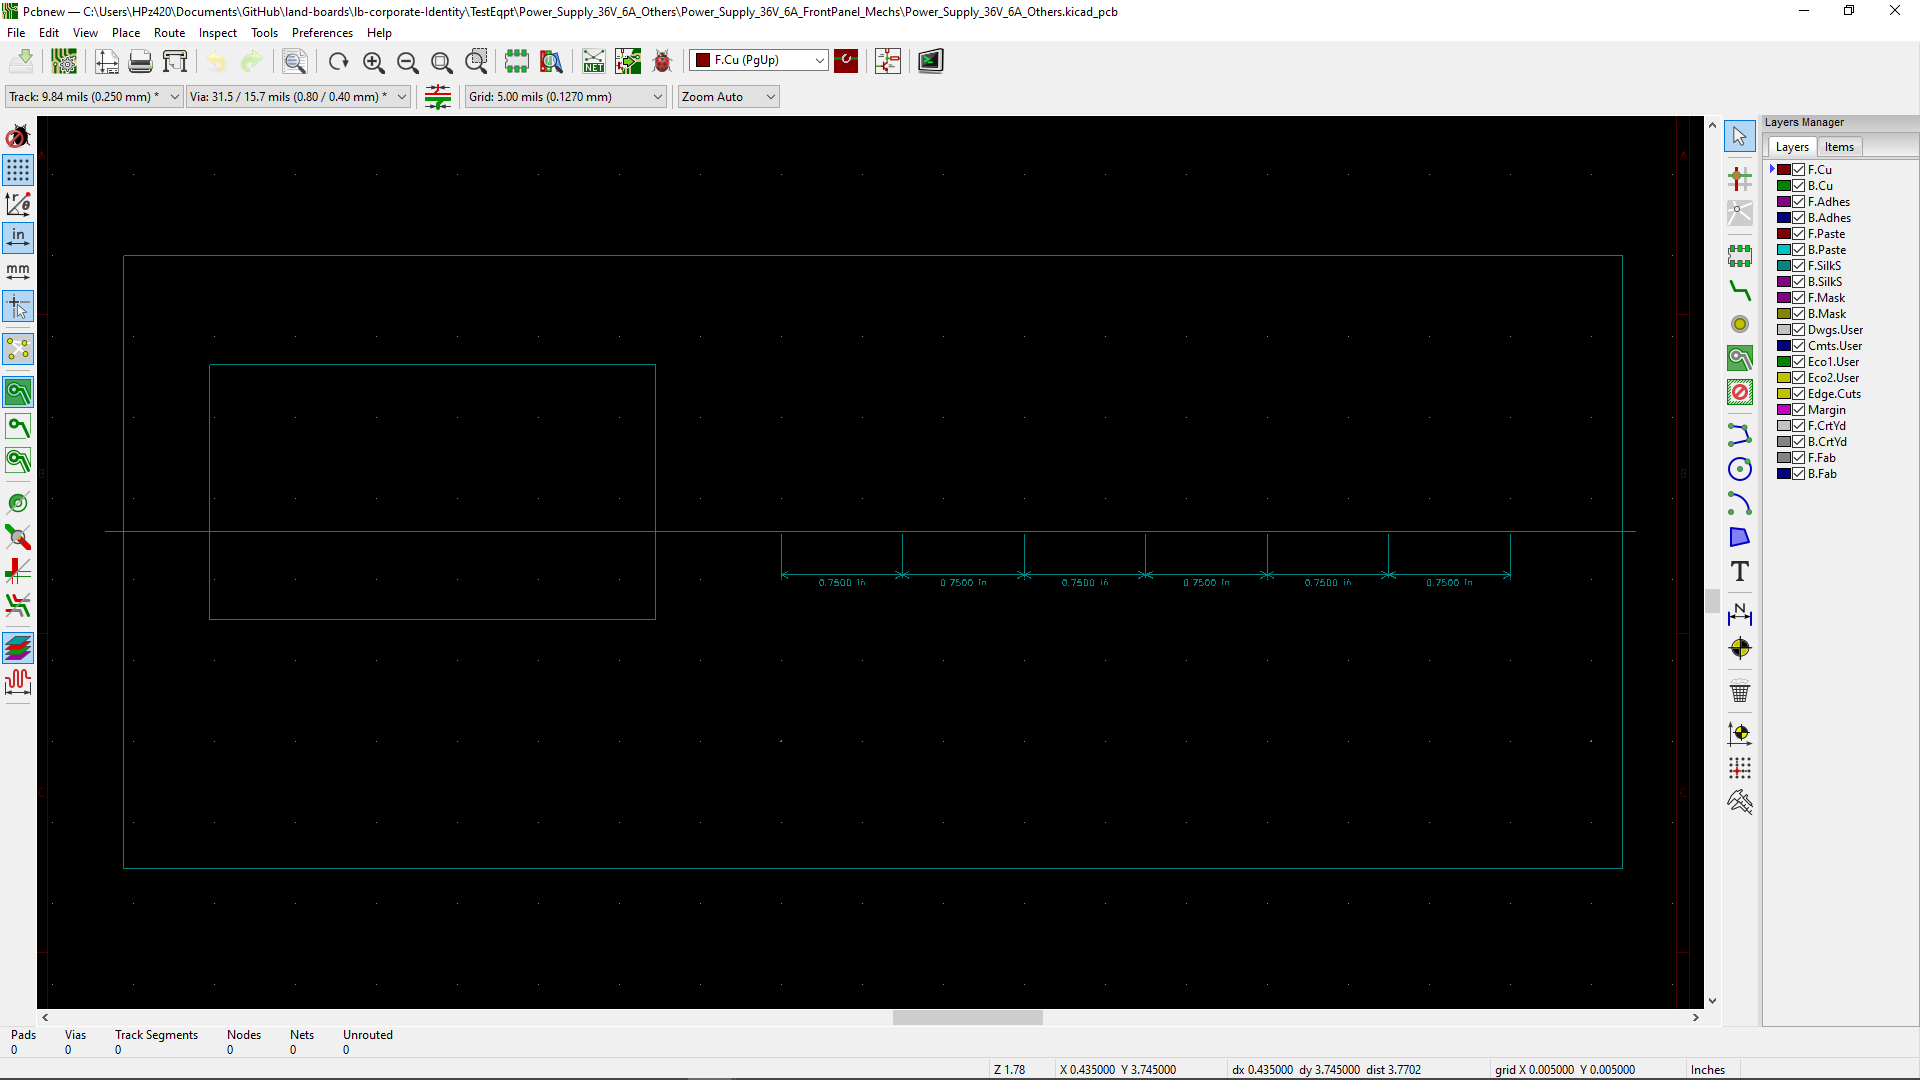 Pcbnew — C:\Users\HPz420\Documents\GitHub\land-boards\lb-corporate-Identity\TestEqpt\Power_Supply_36V_6A_Others\Power_Supply_36V_6A_FrontPanel_Mechs\Power_Supply_36V_6A_Others.kicad_pcb
File Edit View Place Route Inspect Tools Preferences Help
NET F.Cu (PgUp)
Track: 9.84 mils (0.250 mm) * Via: 31.5 / 15.7 mils (0.80 / 0.40 mm) * Grid: 5.00 mils (0.1270 mm) Zoom Auto
Layers Manager
Layers Items
F.Cu
B.Cu
F.Adhes
B.Adhes
F.Paste
B.Paste
F.SilkS
B.SilkS
F.Mask
B.Mask
Dwgs.User
Cmts.User
Eco1.User
Eco2.User
Edge.Cuts
Margin
F.CrtYd
B.CrtYd
F.Fab
B.Fab
in
mm
A A
B B
C C
0.7500 in 0.7500 in 0.7500 in 0.7500 in 0.7500 in 0.7500 in
T
N
Pads Vias Track Segments Nodes Nets Unrouted
0 0 0 0 0 0
Z 1.78 X 0.435000 Y 3.745000 dx 0.435000 dy 3.745000 dist 3.7702 grid X 0.005000 Y 0.005000 Inches